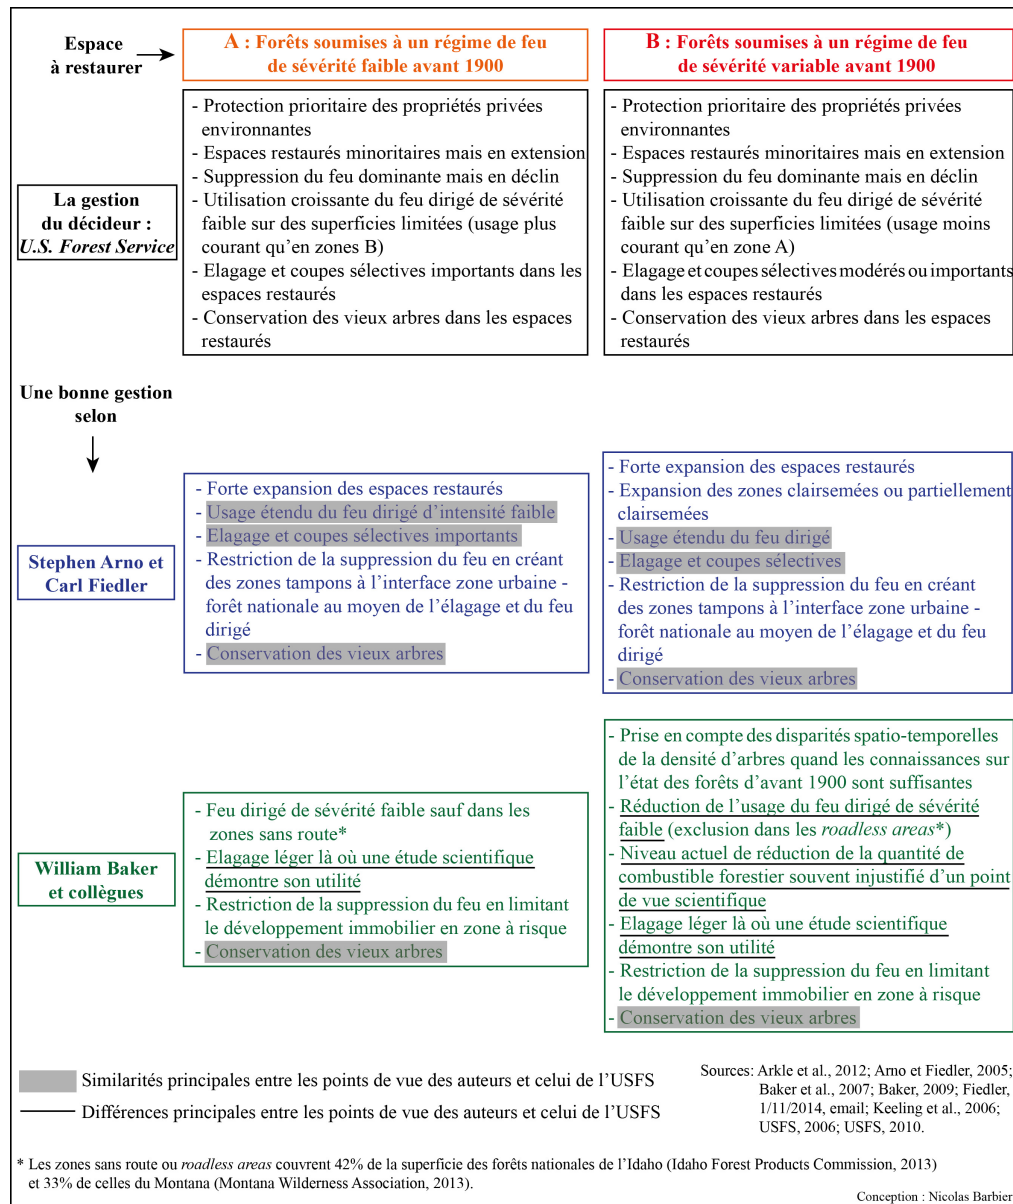 Espace
à restaurer
A : Forêts soumises à un régime de feu
de sévérité faible avant 1900
B : Forêts soumises à un régime de feu
de sévérité variable avant 1900
La gestion
du décideur :
U.S. Forest Service
- Protection prioritaire des propriétés privées
environnantes
- Espaces restaurés minoritaires mais en extension
- Suppression du feu dominante mais en déclin
- Utilisation croissante du feu dirigé de sévérité
faible sur des superficies limitées (usage plus
courant qu'en zones B)
- Elagage et coupes sélectives importants dans les
espaces restaurés
- Conservation des vieux arbres dans les espaces
restaurés
- Protection prioritaire des propriétés privées
environnantes
- Espaces restaurés minoritaires mais en extension
- Suppression du feu dominante mais en déclin
- Utilisation croissante du feu dirigé de sévérité
faible sur des superficies limitées (usage moins
courant qu'en zone A)
- Elagage et coupes sélectives modérés ou importants
dans les espaces restaurés
- Conservation des vieux arbres dans les espaces
restaurés
Une bonne gestion
selon
Stephen Arno et
Carl Fiedler
- Forte expansion des espaces restaurés
- Usage étendu du feu dirigé d'intensité faible
- Elagage et coupes sélectives importants
- Restriction de la suppression du feu en créant
des zones tampons à l'interface zone urbaine -
forêt nationale au moyen de l'élagage et du feu
dirigé
- Conservation des vieux arbres
- Forte expansion des espaces restaurés
- Expansion des zones clairsemées ou partiellement
clairsemées
- Usage étendu du feu dirigé
- Elagage et coupes sélectives
- Restriction de la suppression du feu en créant
des zones tampons à l'interface zone urbaine -
forêt nationale au moyen de l'élagage et du feu
dirigé
- Conservation des vieux arbres
William Baker
et collègues
- Feu dirigé de sévérité faible sauf dans les
zones sans route*
- Elagage léger là où une étude scientifique
démontre son utilité
- Restriction de la suppression du feu en limitant
le développement immobilier en zone à risque
- Conservation des vieux arbres
- Prise en compte des disparités spatio-temporelles
de la densité d'arbres quand les connaissances sur
l'état des forêts d'avant 1900 sont suffisantes
- Réduction de l'usage du feu dirigé de sévérité
faible (exclusion dans les roadless areas*)
- Niveau actuel de réduction de la quantité de
combustible forestier souvent injustifié d'un point
de vue scientifique
- Elagage léger là où une étude scientifique
démontre son utilité
- Restriction de la suppression du feu en limitant
le développement immobilier en zone à risque
- Conservation des vieux arbres
Similarités principales entre les points de vue des auteurs et celui de l'USFS
Différences principales entre les points de vue des auteurs et celui de l'USFS
Sources: Arkle et al., 2012; Arno et Fiedler, 2005;
Baker et al., 2007; Baker, 2009; Fiedler,
1/11/2014, email; Keeling et al., 2006;
USFS, 2006; USFS, 2010.
* Les zones sans route ou roadless areas couvrent 42% de la superficie des forêts nationales de l'Idaho (Idaho Forest Products Commission, 2013)
et 33% de celles du Montana (Montana Wilderness Association, 2013).
Conception : Nicolas Barbier